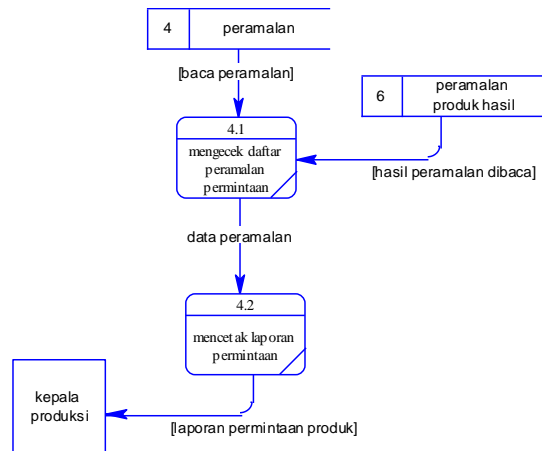 4 peramalan
[baca peramalan]
6
peramalan
produk hasil
4.1
mengecek daftar
peramalan
permintaan
[hasil peramalan dibaca]
data peramalan
4.2
mencetak laporan
permintaan
kepala
produksi
[laporan permintaan produk]